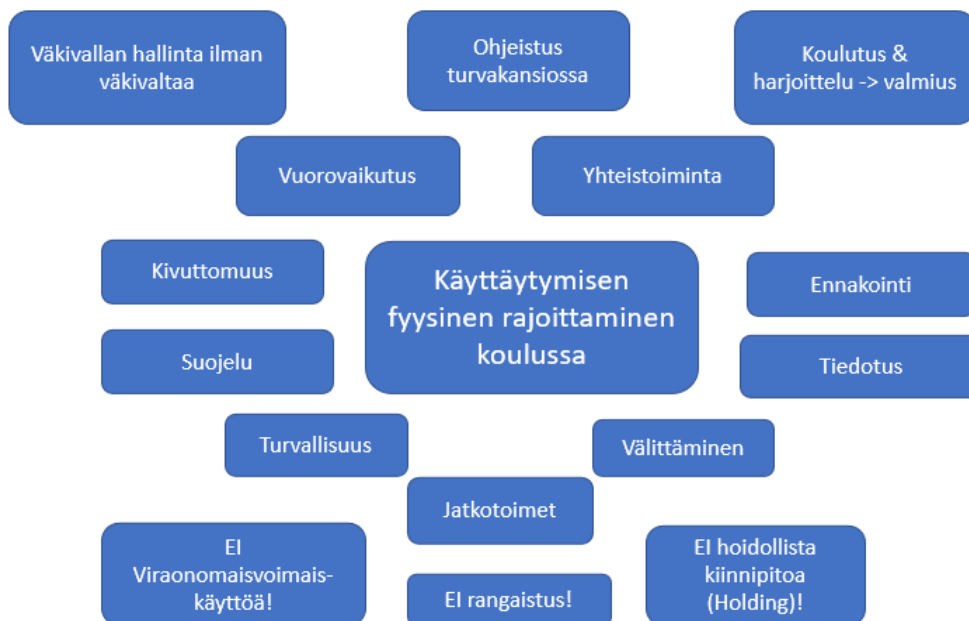 Väkivallan hallinta ilman
väkivaltaa
Ohjeistus
turvakansiossa
Koulutus &
harjoittelu -> valmius
Vuorovaikutus
Yhteistoiminta
Kivuttomuus
Käyttäytymisen
fyysinen rajoittaminen
koulussa
Ennakointi
Suojelu
Tiedotus
Turvallisuus
Välittäminen
Jatkotoimet
EI
Viraonomaisvoimais-
käyttöä!
EI rangaistus!
EI hoidollista
kiinnipitoa
(Holding)!